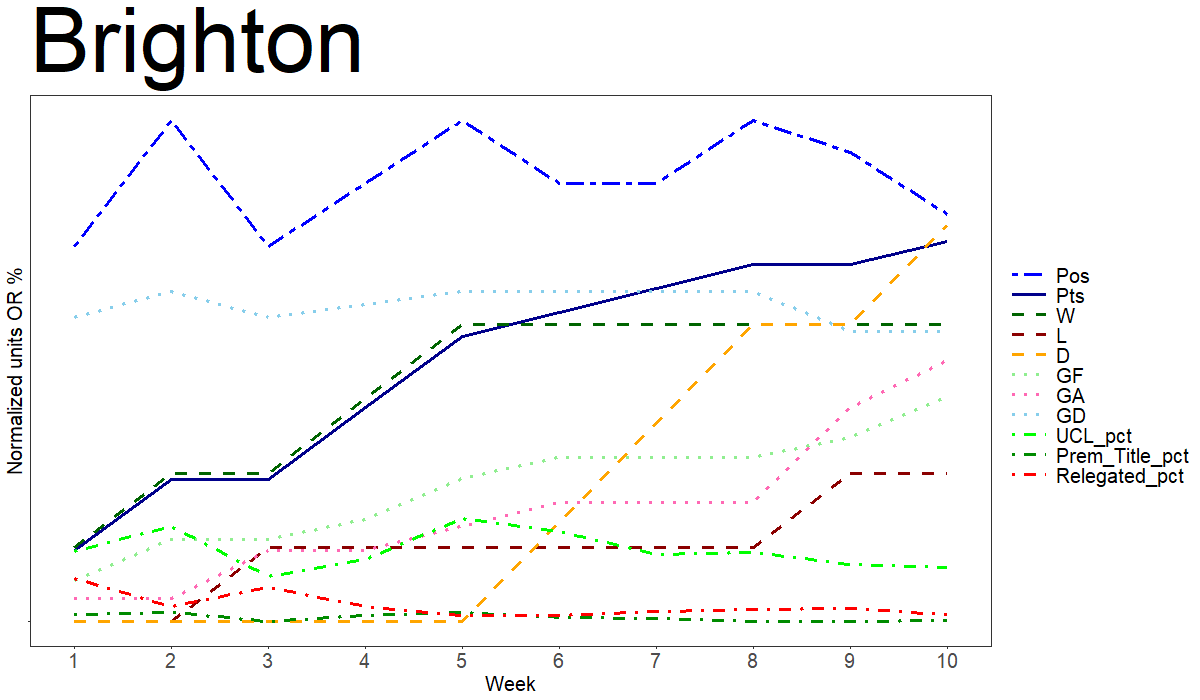 Brighton
Normalized units OR %
Pos
Pts
W
L
D
GF
GA
GD
UCL_pct
Prem_Title_pct
Relegated_pct
1 2 3 4 5 6 7 8 9 10
Week